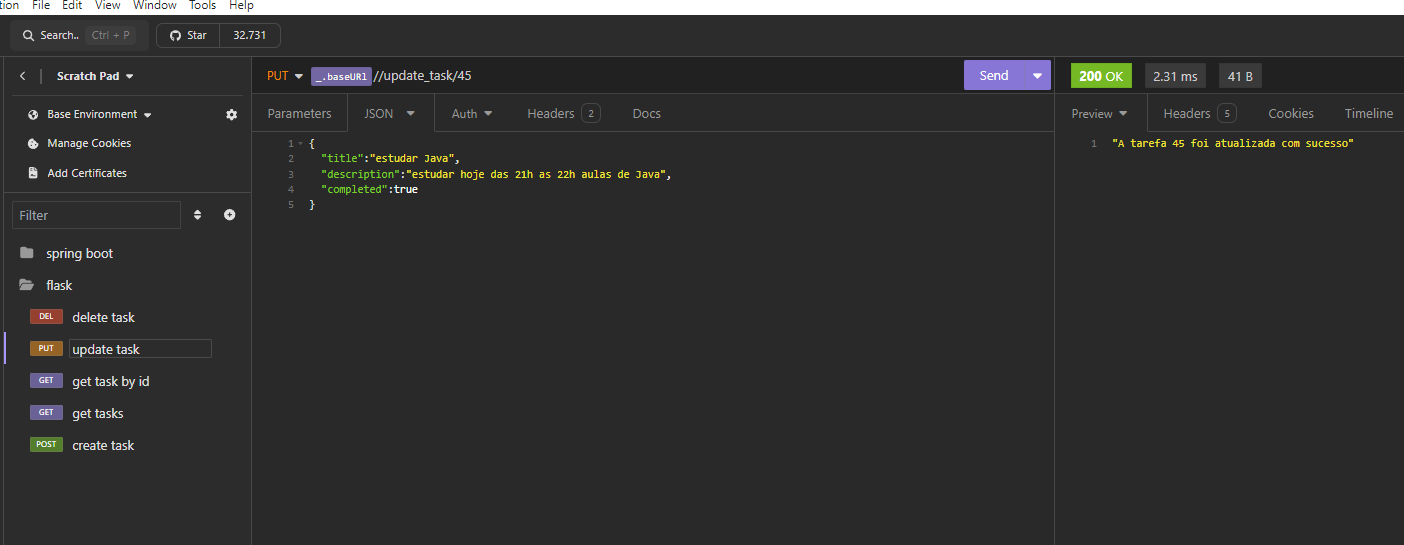 tion File Edit View Window Tools Help
Search.. Ctrl + P Star 32.731
Scratch Pad
PUT _.baseURl //update_task/45 Send
200 OK 2.31 ms 41 B
Base Environment
Manage Cookies
Add Certificates
Filter
spring boot
flask
DEL delete task
PUT update task
GET get task by id
GET get tasks
POST create task
Parameters JSON Auth Headers 2 Docs
1 {
2 "title":"estudar Java",
3 "description":"estudar hoje das 21h as 22h aulas de Java",
4 "completed":true
5 }
Preview Headers 5 Cookies Timeline
1 "A tarefa 45 foi atualizada com sucesso"